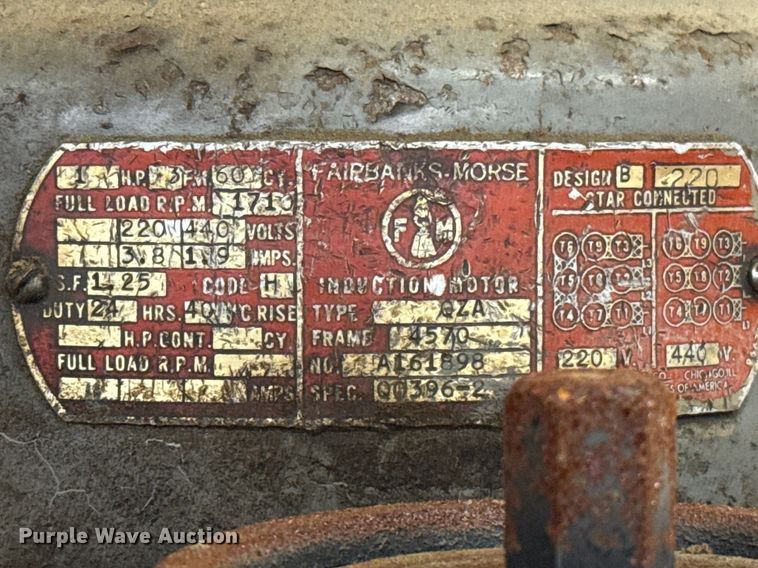 1 H.P. 3 FM 60 CY.
FULL LOAD R.P.M. 1710
220 440 VOLTS
3.8 1.9 AMPS.
S.F. 1.25 CODE H
DUTY 24 HRS. 40 °C RISE
H.P. CONT. CY
FULL LOAD R.P.M.
AMPS
FAIRBANKS-MORSE
F M
INDUCTION MOTOR
TYPE QZA
FRAME 4570
NO. A161898
SPEC. 396-2
DESIGN B 220
STAR CONNECTED
T6 T9 T3 T6 T9 T3
T5 T8 T2 T5 T8 T2
T4 T7 T1 T4 T7 T1
220 V. 440 V.
CHICAGO, ILL
OF AMERICA
Purple Wave Auction